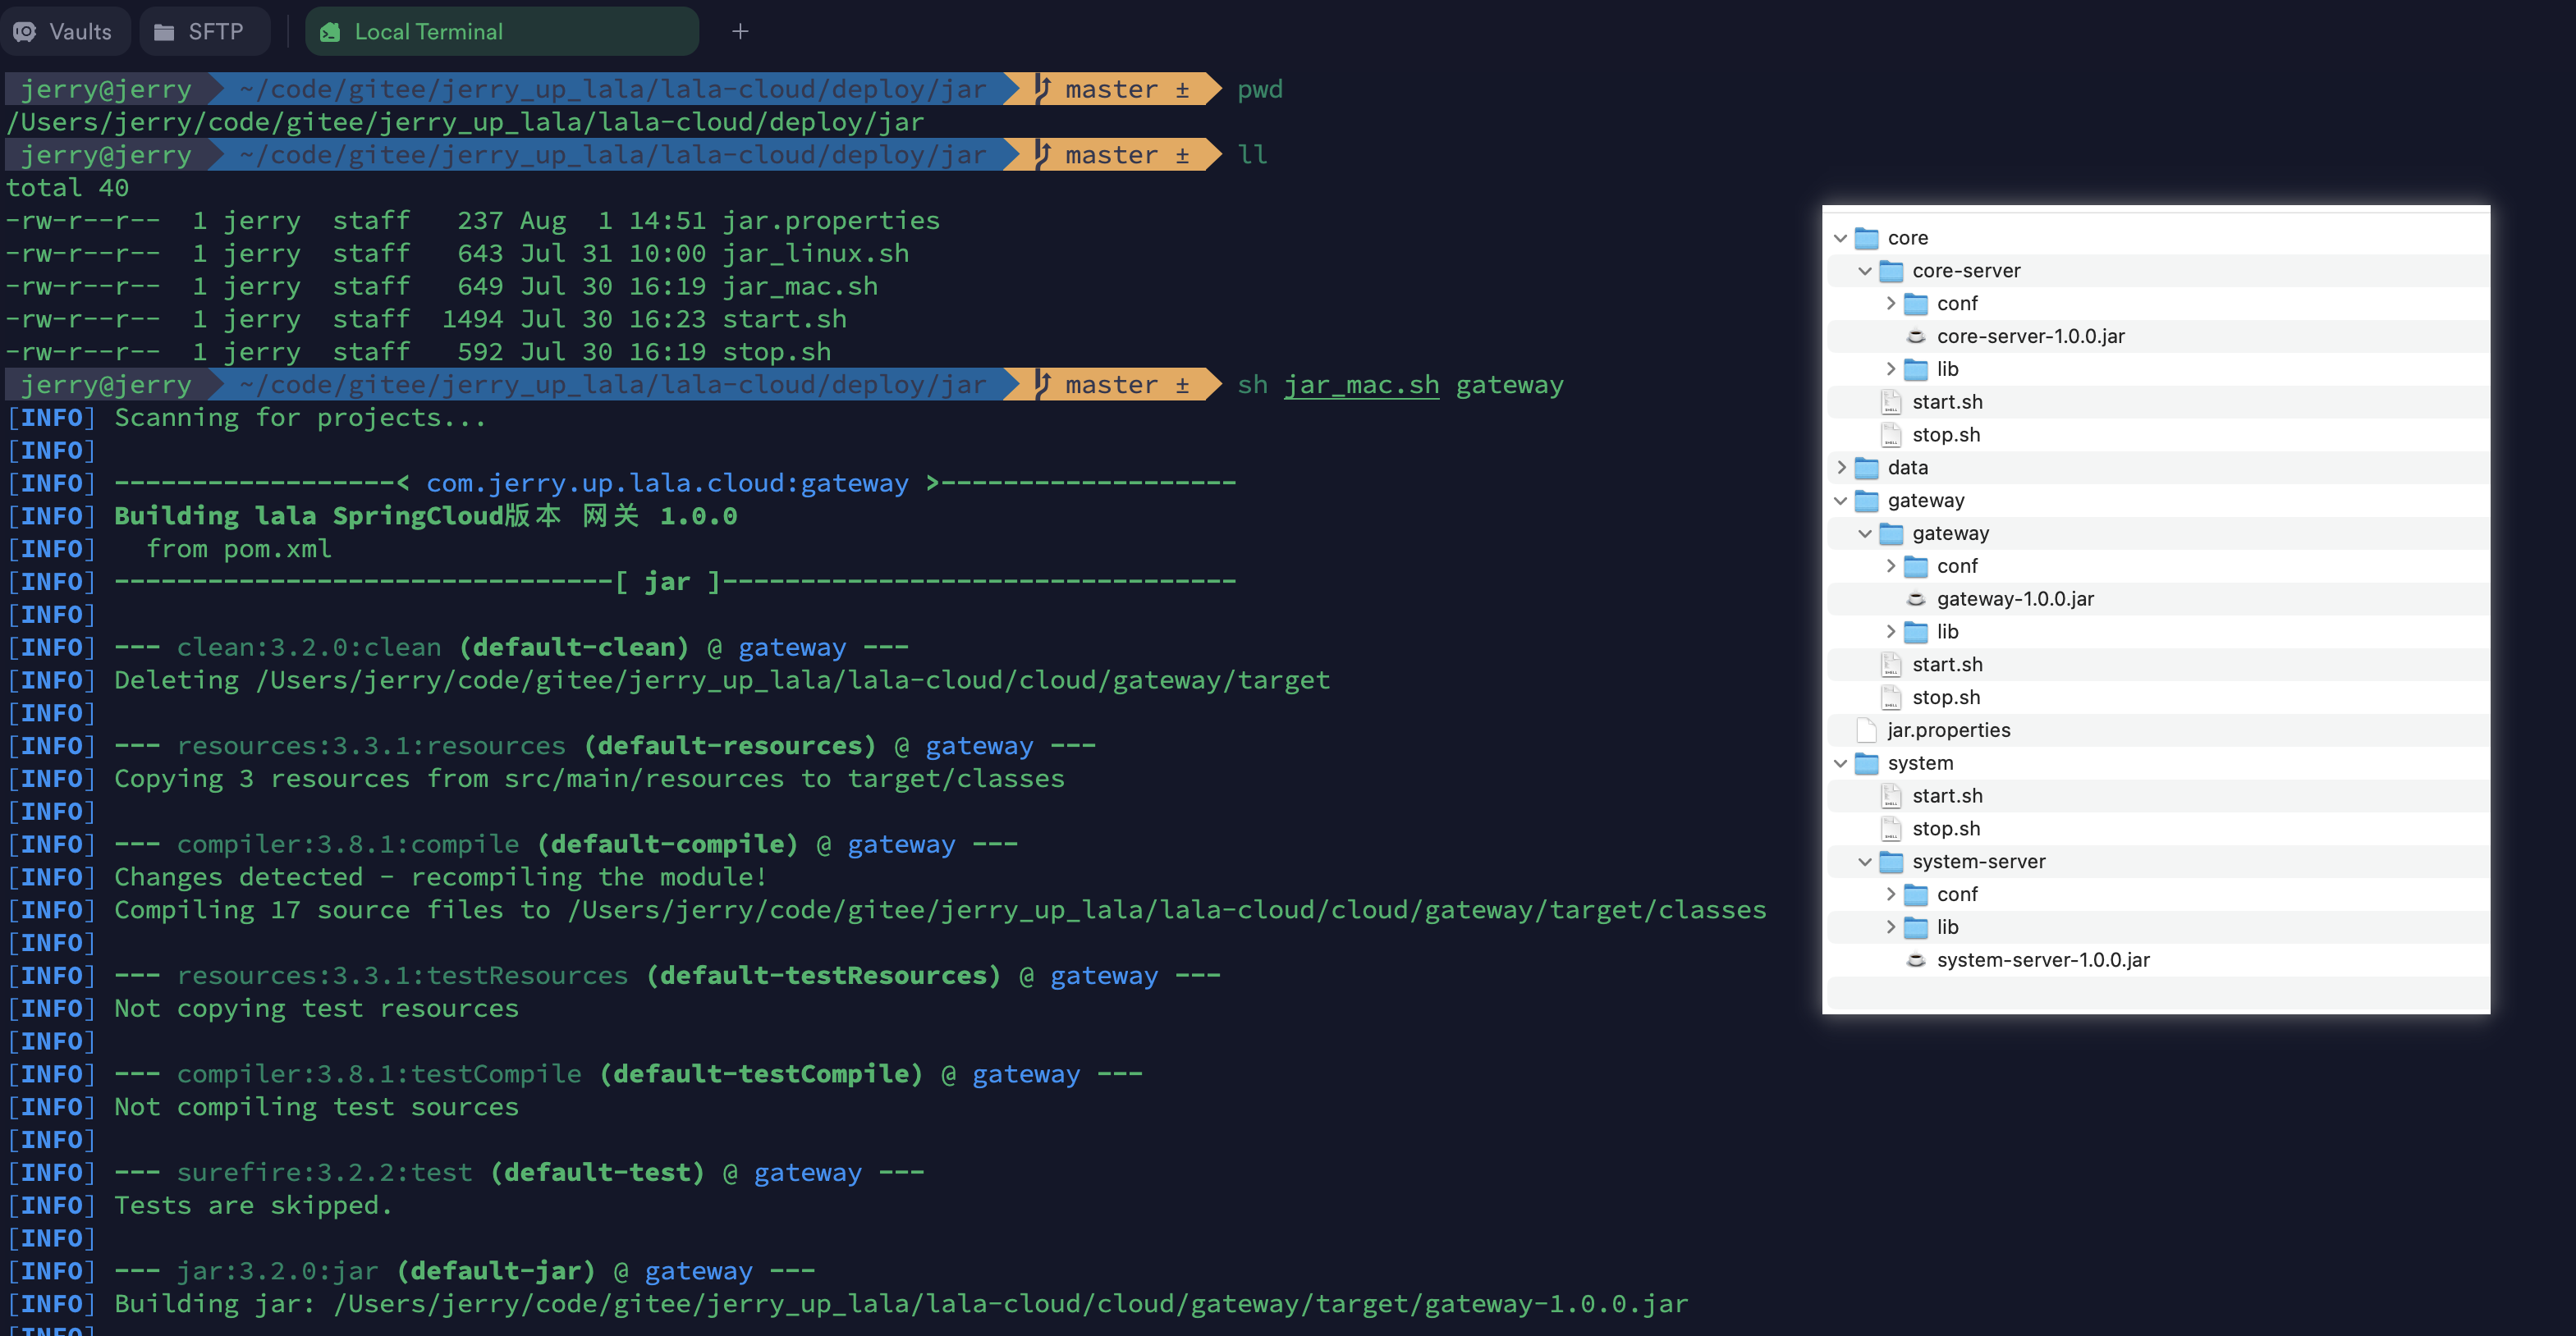 Vaults
SFTP
Local Terminal
jerry@jerry ~/code/gitee/jerry_up_lala/lala-cloud/deploy/jar master ± pwd
/Users/jerry/code/gitee/jerry_up_lala/lala-cloud/deploy/jar
jerry@jerry ~/code/gitee/jerry_up_lala/lala-cloud/deploy/jar master ± ll
total 40
-rw-r--r-- 1 jerry staff 237 Aug 1 14:51 jar.properties
-rw-r--r-- 1 jerry staff 643 Jul 31 10:00 jar_linux.sh
-rw-r--r-- 1 jerry staff 649 Jul 30 16:19 jar_mac.sh
-rw-r--r-- 1 jerry staff 1494 Jul 30 16:23 start.sh
-rw-r--r-- 1 jerry staff 592 Jul 30 16:19 stop.sh
jerry@jerry ~/code/gitee/jerry_up_lala/lala-cloud/deploy/jar master ± sh jar_mac.sh gateway
[INFO] Scanning for projects...
[INFO]
[INFO] ------------------< com.jerry.up.lala.cloud:gateway >-------------------
[INFO] Building lala SpringCloud版本 网关 1.0.0
[INFO]   from pom.xml
[INFO] --------------------------------[ jar ]---------------------------------
[INFO]
[INFO] --- clean:3.2.0:clean (default-clean) @ gateway ---
[INFO] Deleting /Users/jerry/code/gitee/jerry_up_lala/lala-cloud/cloud/gateway/target
[INFO]
[INFO] --- resources:3.3.1:resources (default-resources) @ gateway ---
[INFO] Copying 3 resources from src/main/resources to target/classes
[INFO]
[INFO] --- compiler:3.8.1:compile (default-compile) @ gateway ---
[INFO] Changes detected - recompiling the module!
[INFO] Compiling 17 source files to /Users/jerry/code/gitee/jerry_up_lala/lala-cloud/cloud/gateway/target/classes
[INFO]
[INFO] --- resources:3.3.1:testResources (default-testResources) @ gateway ---
[INFO] Not copying test resources
[INFO]
[INFO] --- compiler:3.8.1:testCompile (default-testCompile) @ gateway ---
[INFO] Not compiling test sources
[INFO]
[INFO] --- surefire:3.2.2:test (default-test) @ gateway ---
[INFO] Tests are skipped.
[INFO]
[INFO] --- jar:3.2.0:jar (default-jar) @ gateway ---
[INFO] Building jar: /Users/jerry/code/gitee/jerry_up_lala/lala-cloud/cloud/gateway/target/gateway-1.0.0.jar
[INFO]
core
core-server
conf
core-server-1.0.0.jar
lib
start.sh
stop.sh
data
gateway
gateway
conf
gateway-1.0.0.jar
lib
start.sh
stop.sh
jar.properties
system
start.sh
stop.sh
system-server
conf
lib
system-server-1.0.0.jar